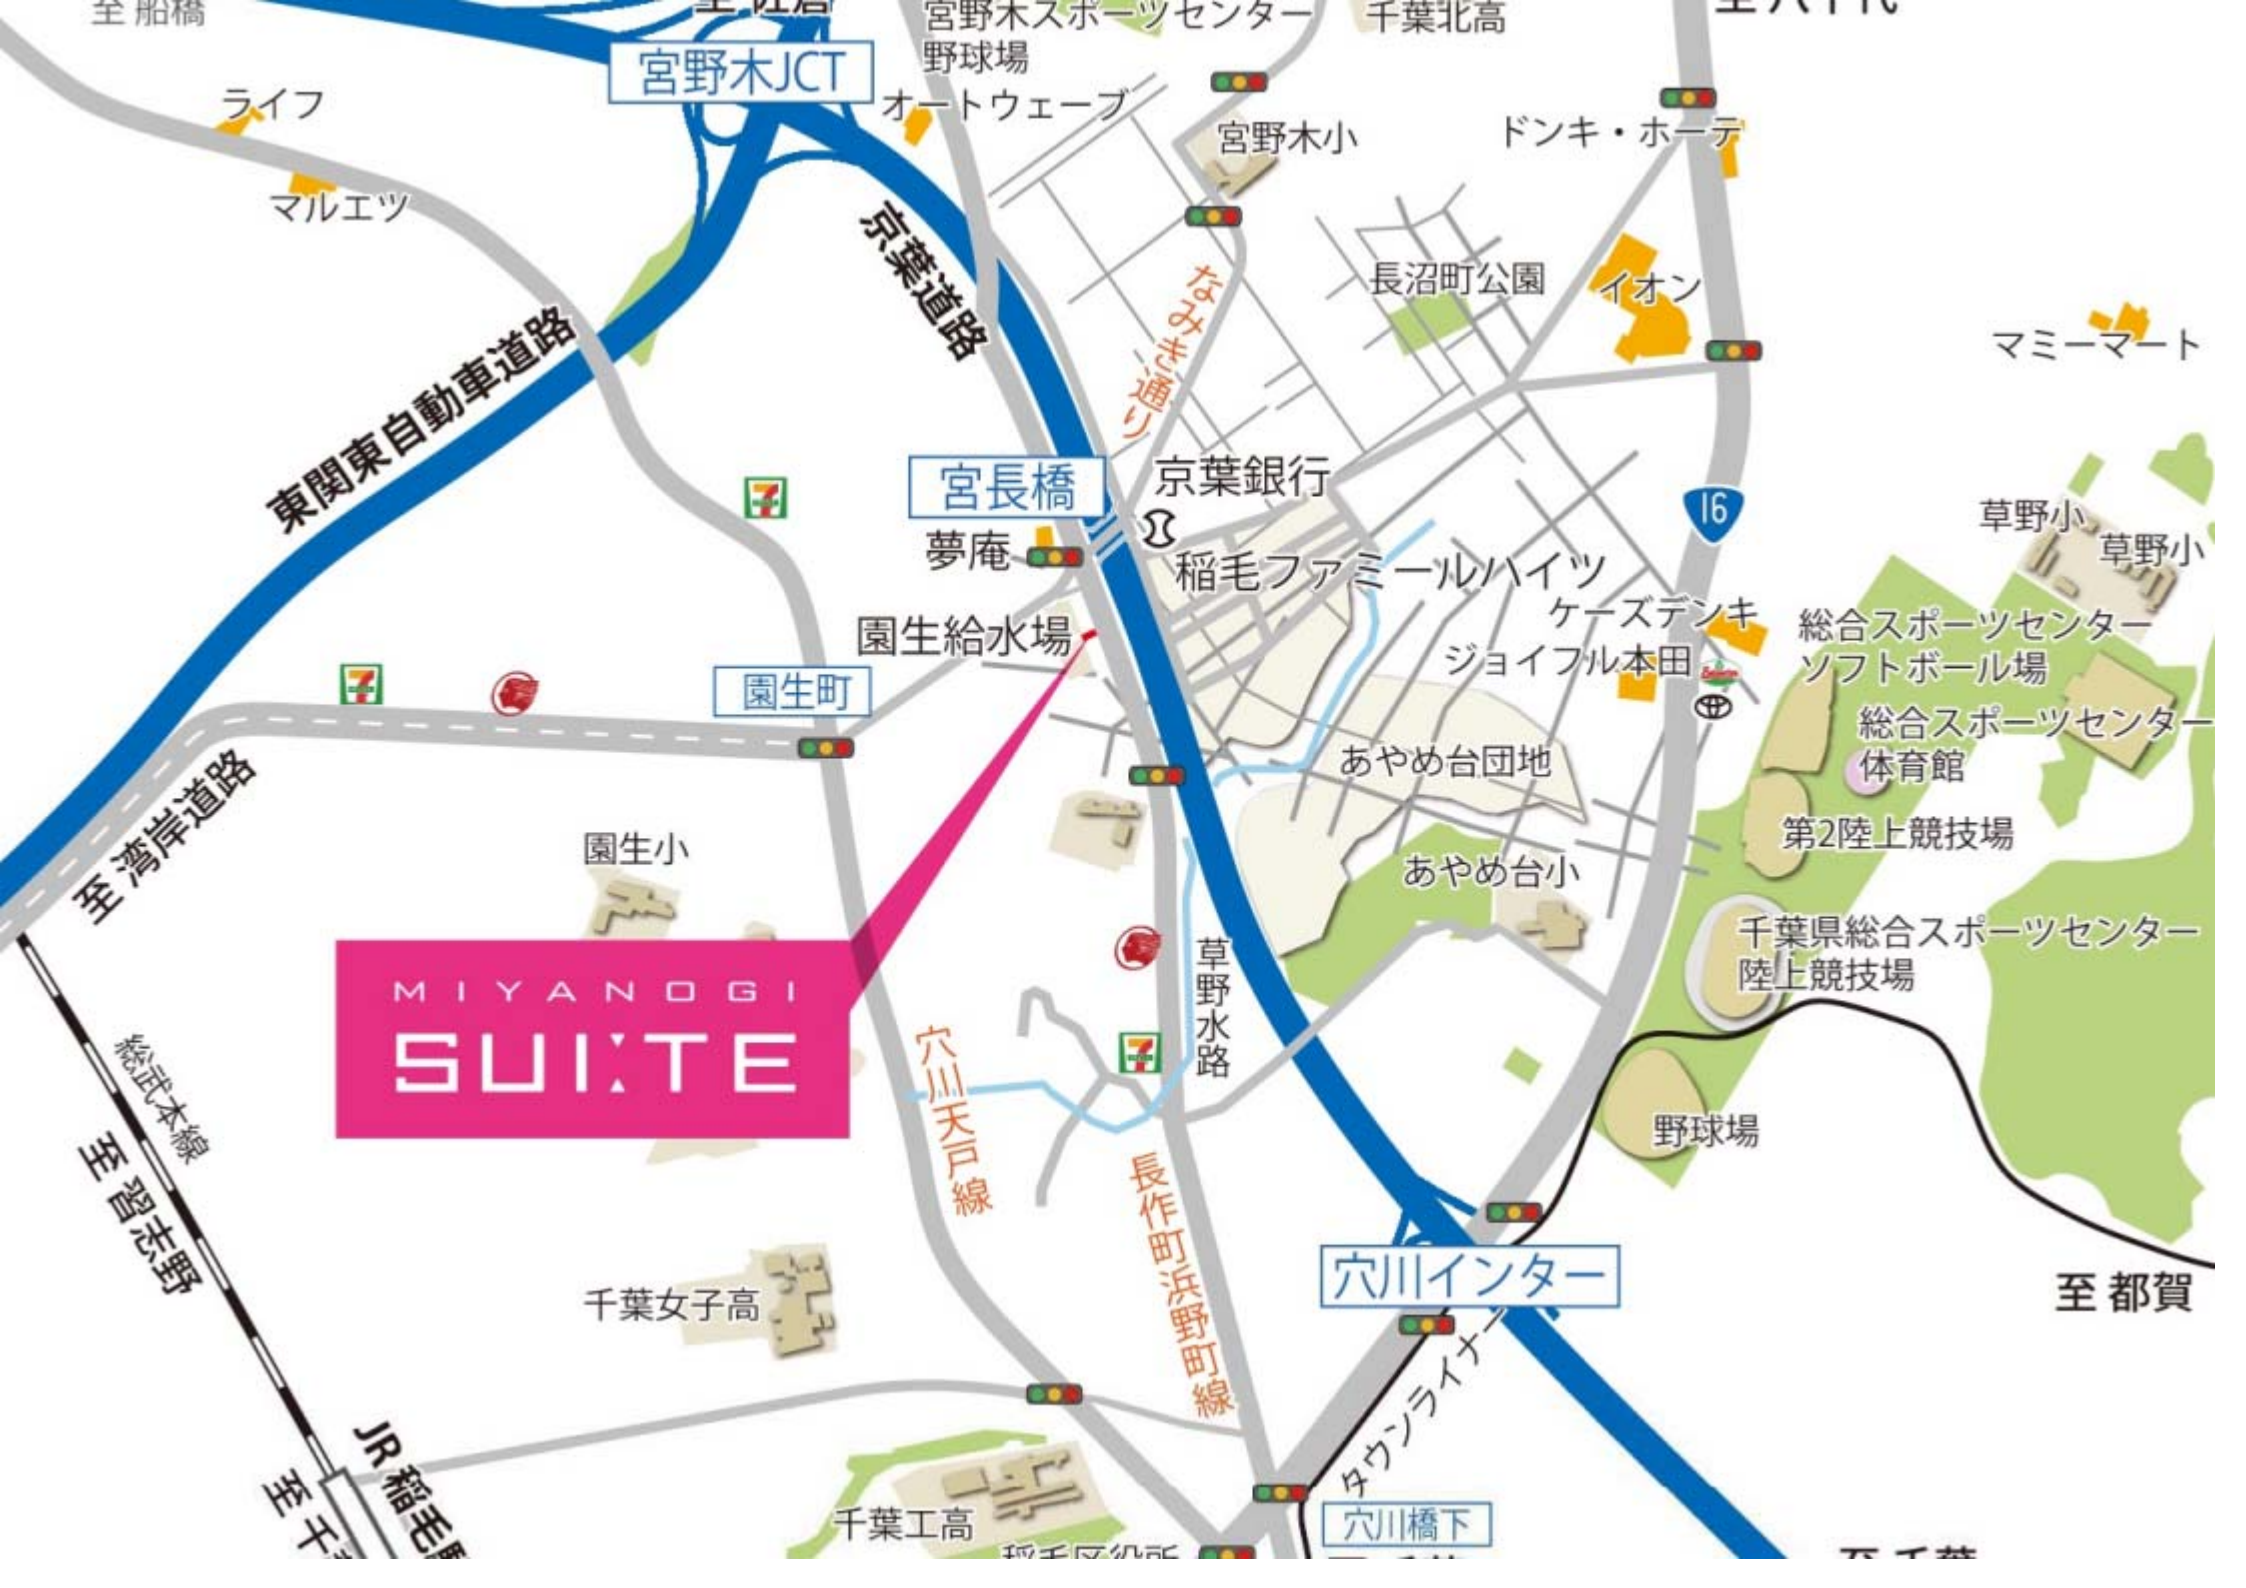 至 船橋
宮野木スポーツセンター
野球場
千葉北高
宮野木JCT
ライフ
オートウェーブ
宮野木小
ドンキ・ホーテ
マルエツ
京葉道路
なみき通り
長沼町公園
イオン
マミーマート
東関東自動車道路
宮長橋
京葉銀行
16
草野小
草野小
夢庵
稲毛ファミールハイツ
ケーズデンキ
総合スポーツセンター
ソフトボール場
園生給水場
ジョイフル本田
園生町
総合スポーツセンター
体育館
あやめ台団地
至 湾岸道路
第2陸上競技場
園生小
あやめ台小
千葉県総合スポーツセンター
陸上競技場
草野水路
MIYANOGI
SUI:TE
穴川天戸線
総武本線
至 習志野
野球場
長作町浜野町線
穴川インター
至 都賀
千葉女子高
タウンライナー
JR 稲毛
千葉工高
穴川橋下